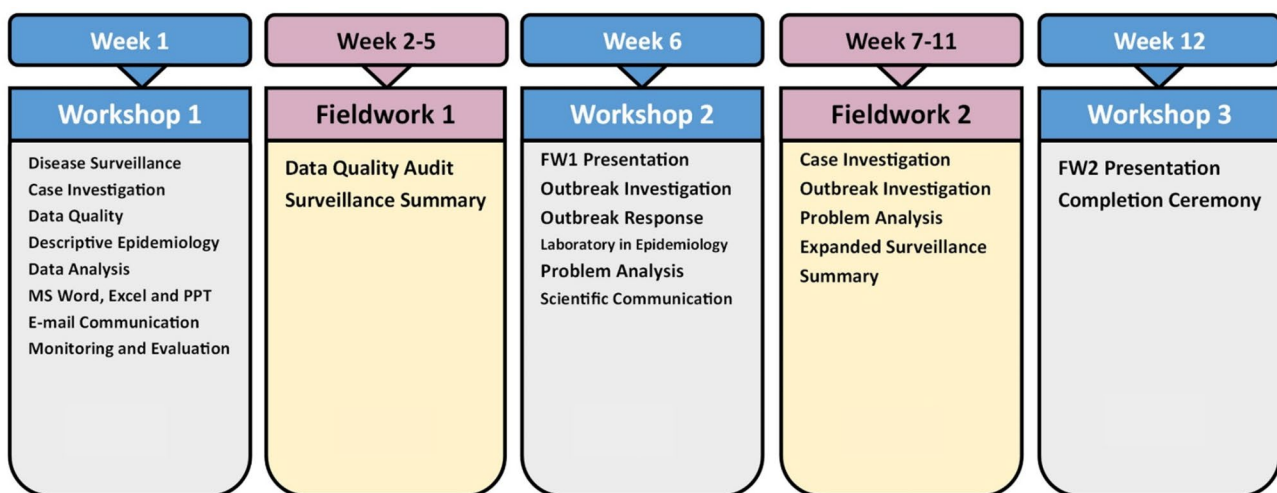 Week 1
Workshop 1
Disease Surveillance
Case Investigation
Data Quality
Descriptive Epidemiology
Data Analysis
MS Word, Excel and PPT
E-mail Communication
Monitoring and Evaluation
Week 2-5
Fieldwork 1
Data Quality Audit
Surveillance Summary
Week 6
Workshop 2
FW1 Presentation
Outbreak Investigation
Outbreak Response
Laboratory in Epidemiology
Problem Analysis
Scientific Communication
Week 7-11
Fieldwork 2
Case Investigation
Outbreak Investigation
Problem Analysis
Expanded Surveillance
Summary
Week 12
Workshop 3
FW2 Presentation
Completion Ceremony